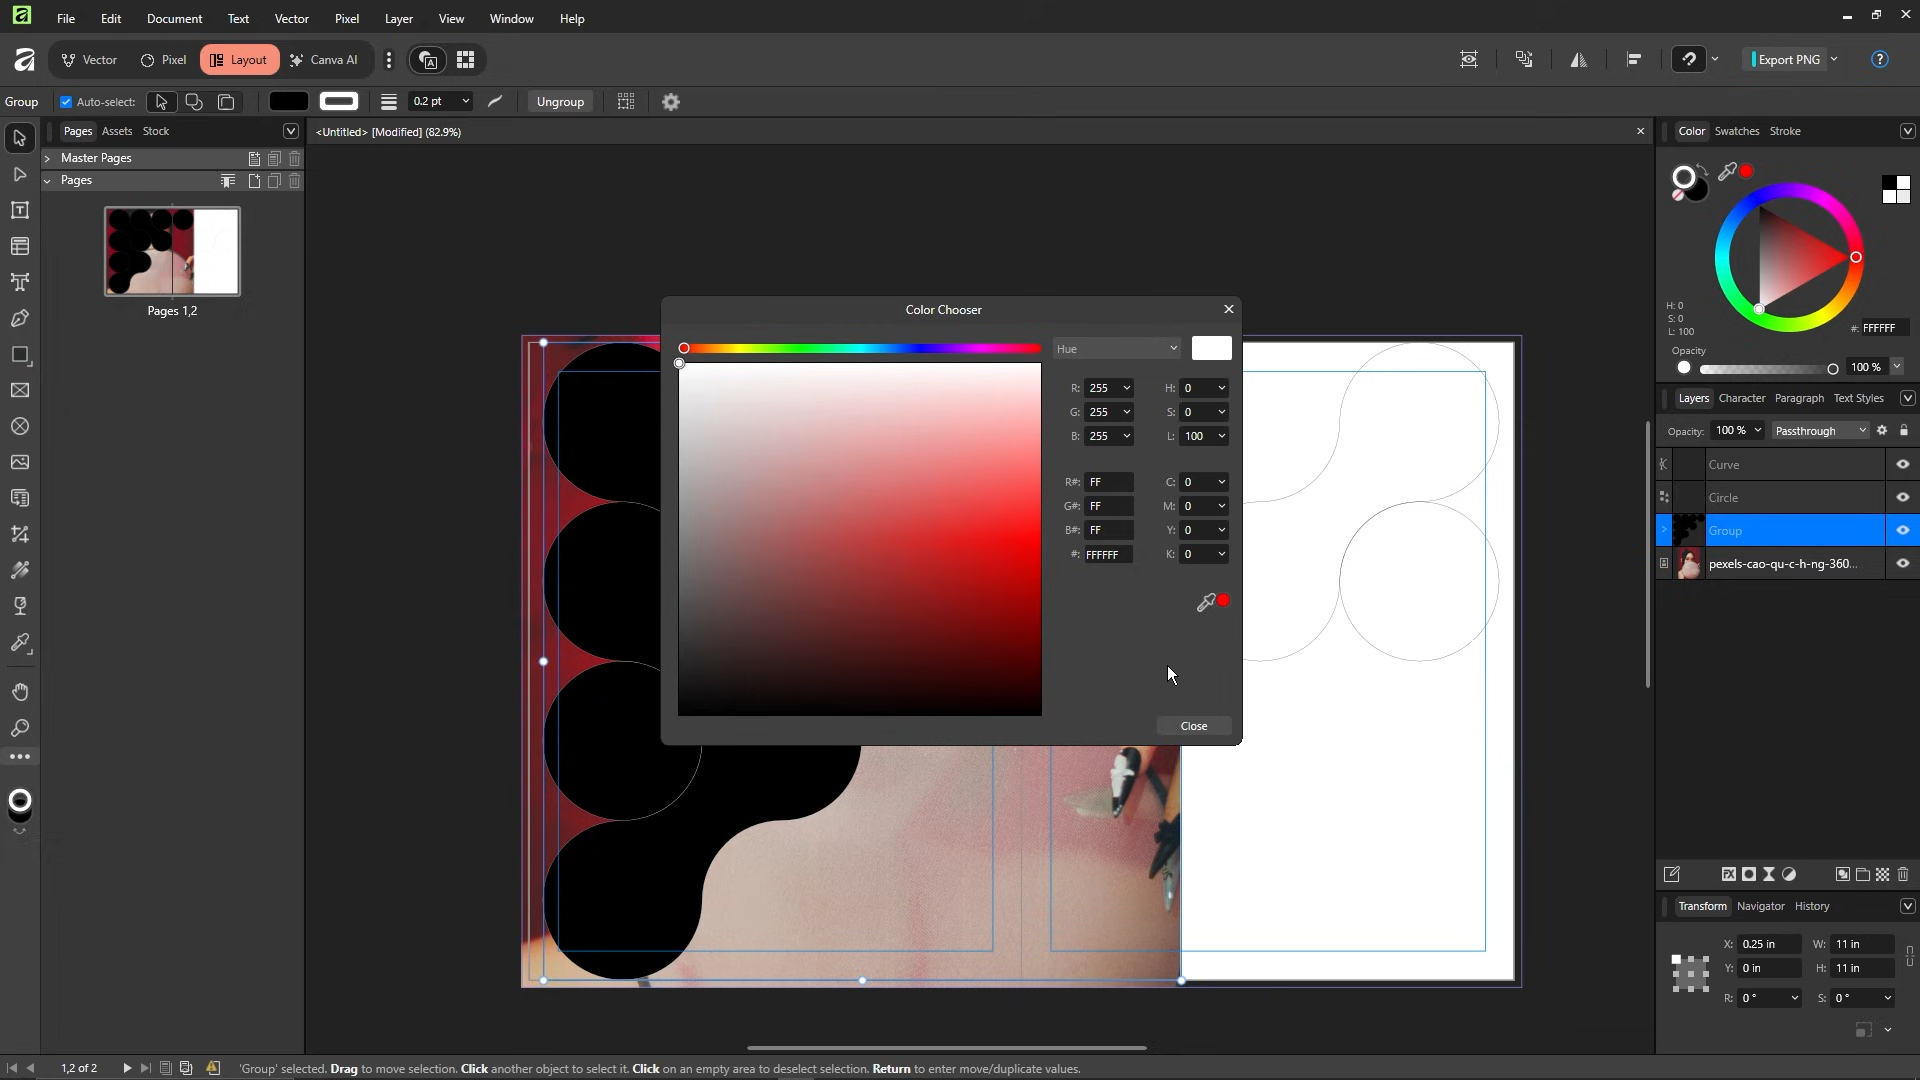 File Edit Document Text Vector Pixel Layer View Window Help
Vector Pixel Layout Canva AI Export PNG ?
Group Auto-select: 0.2 pt Ungroup
Pages Assets Stock
<Untitled> [Modified] (82.9%)
Master Pages
Pages
Pages 1,2
Color Chooser
Hue
R: 255 H: 0
G: 255 S: 0
B: 255 L: 100
R#: FF C: 0
G#: FF M: 0
B#: FF Y: 0
#: FFFFFF K: 0
Close
Color Swatches Stroke
H: 0
S: 0
L: 100
#: FFFFFF
Opacity
100 %
Layers Character Paragraph Text Styles
Opacity: 100 % Passthrough
Curve
Circle
Group
pexels-cao-qu-c-h-ng-360...
Transform Navigator History
X: 0.25 in W: 11 in
Y: 0 in H: 11 in
R: 0 ° S: 0 °
1,2 of 2 'Group' selected. Drag to move selection. Click another object to select it. Click on an empty area to deselect selection. Return to enter move/duplicate values.